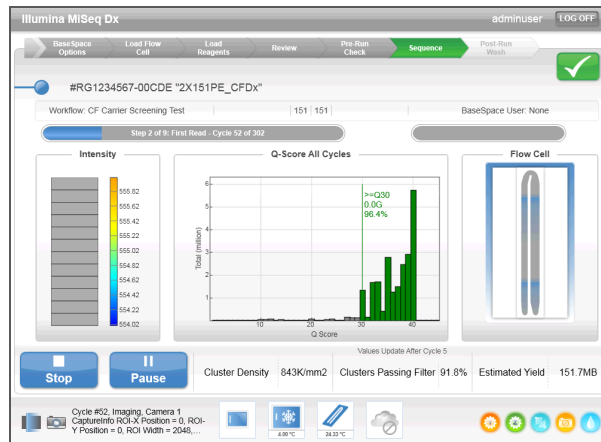 Illumina MiSeq Dx
adminuser
LOG OFF
BaseSpace Options
Load Flow Cell
Load Reagents
Review
Pre-Run Check
Sequence
Post-Run Wash
#RG1234567-00CDE "2X151PE_CFDx"
Workflow: CF Carrier Screening Test
151 151
BaseSpace User: None
Step 2 of 9: First Read - Cycle 52 of 302
Intensity
555.82
555.62
555.42
555.22
555.02
554.82
554.62
554.42
554.22
554.02
Q-Score All Cycles
Total (million)
6
5
4
3
2
1
>=Q30
0.0G
96.4%
10 20 30 40
Q Score
Flow Cell
Values Update After Cycle 5
Stop
Pause
Cluster Density 843K/mm2
Clusters Passing Filter 91.8%
Estimated Yield 151.7MB
Cycle #52, Imaging, Camera 1
CaptureInfo ROI-X Position = 0, ROI-
Y Position = 0, ROI Width = 2048,...
4.00 °C
24.33 °C